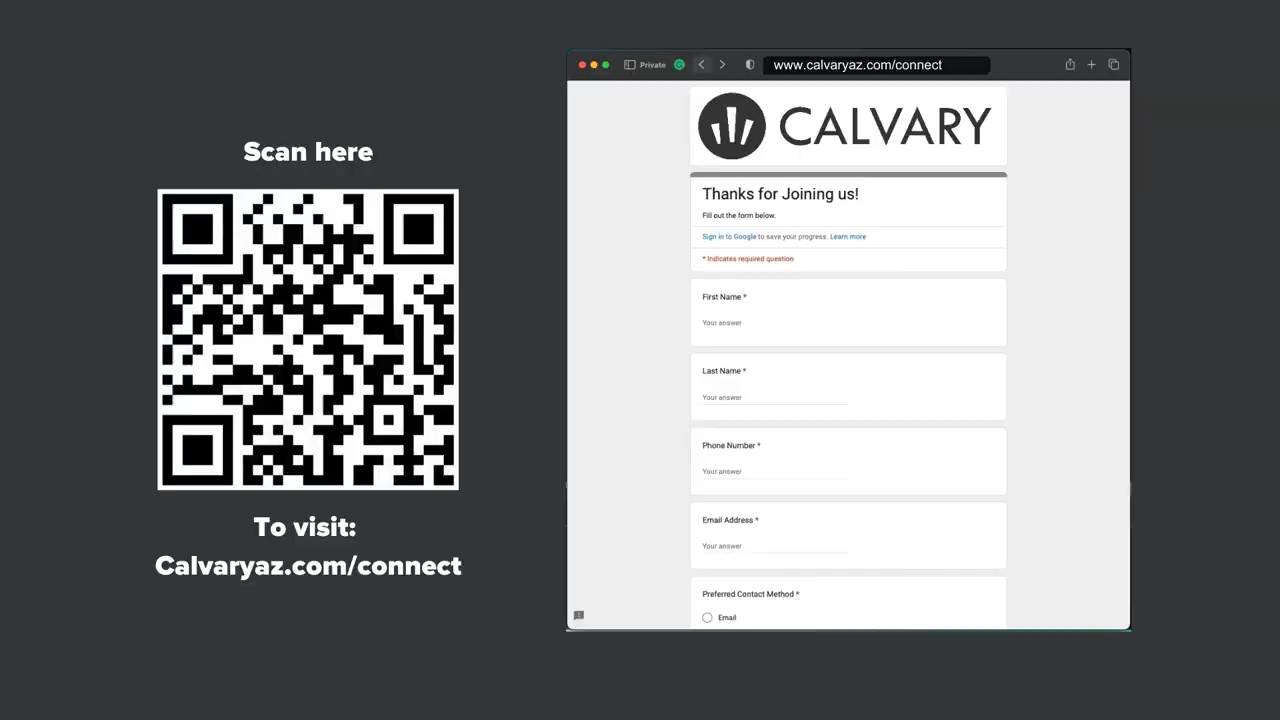 Scan here
To visit:
Calvaryaz.com/connect
Private
www.calvaryaz.com/connect
CALVARY
Thanks for Joining us!
Fill out the form below.
Sign in to Google to save your progress. Learn more
* Indicates required question
First Name *
Your answer
Last Name *
Your answer
Phone Number *
Your answer
Email Address *
Your answer
Preferred Contact Method *
Email